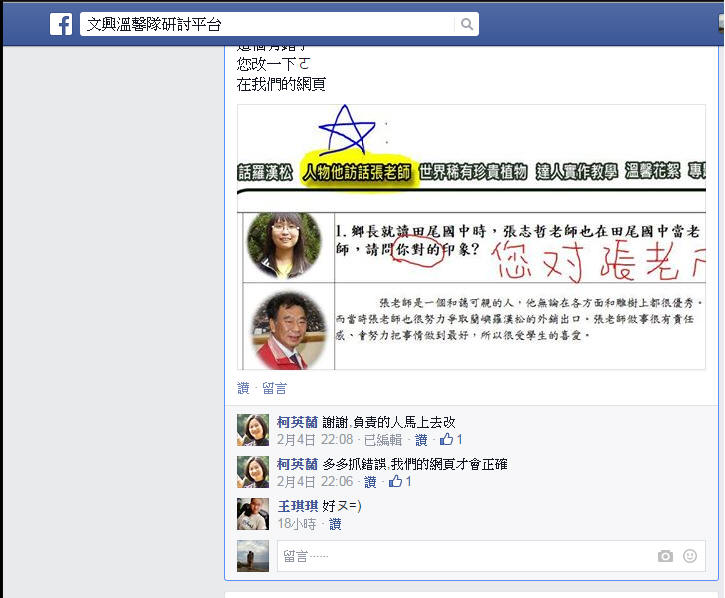 f 文興溫馨隊研討平台
這個有錯了
您改一下ㄛ
在我們的網頁
話羅漢松 人物他訪話張老師 世界稀有珍貴植物 達人實作教學 溫馨花絮 專
1. 鄉長就讀田尾國中時，張志哲老師也在田尾國中當老
師，請問你對的印象?
您对張老
張老師是一個和藹可親的人，他無論在各方面和雕樹上都很優秀。
而當時張老師也很努力爭取蘭嶼羅漢松的外銷出口。張老師做事很有責任
感、會努力把事情做到最好，所以很受學生的喜愛。
讚 · 留言
柯英蘭 謝謝,負責的人馬上去改
2月4日 22:08 · 已編輯 · 讚 · 1
柯英蘭 多多抓錯誤,我們的網頁才會正確
2月4日 22:06 · 讚 · 1
王琪琪 好ㄡ=)
18小時 · 讚
留言……